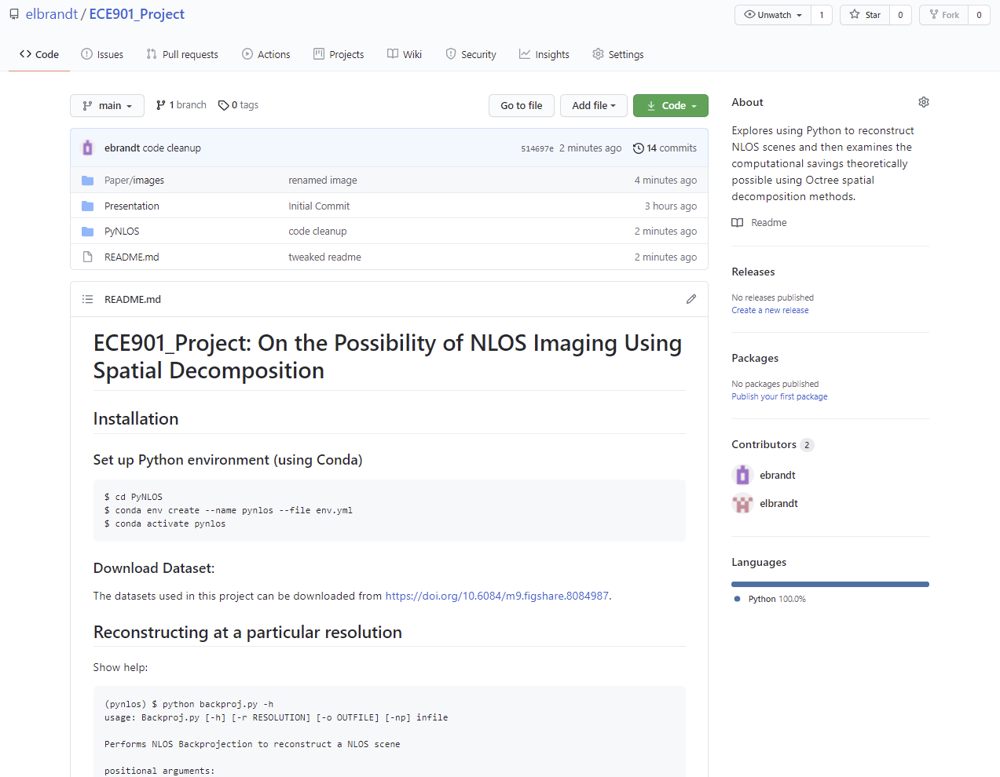 elbrandt / ECE901_Project
Unwatch 1 Star 0 Fork 0
Code Issues Pull requests Actions Projects Wiki Security Insights Settings
main 1 branch 0 tags Go to file Add file Code
ebrandt code cleanup 514697e 2 minutes ago 14 commits
Paper/images renamed image 4 minutes ago
Presentation Initial Commit 3 hours ago
PyNLOS code cleanup 2 minutes ago
README.md tweaked readme 2 minutes ago
README.md
ECE901_Project: On the Possibility of NLOS Imaging Using
Spatial Decomposition
Installation
Set up Python environment (using Conda)
$ cd PyNLOS
$ conda env create --name pynlos --file env.yml
$ conda activate pynlos
Download Dataset:
The datasets used in this project can be downloaded from https://doi.org/10.6084/m9.figshare.8084987.
Reconstructing at a particular resolution
Show help:
(pynlos) $ python backproj.py -h
usage: Backproj.py [-h] [-r RESOLUTION] [-o OUTFILE] [-np] infile
Performs NLOS Backprojection to reconstruct a NLOS scene
positional arguments:
About
Explores using Python to reconstruct
NLOS scenes and then examines the
computational savings theoretically
possible using Octree spatial
decomposition methods.
Readme
Releases
No releases published
Create a new release
Packages
No packages published
Publish your first package
Contributors 2
ebrandt
elbrandt
Languages
Python 100.0%